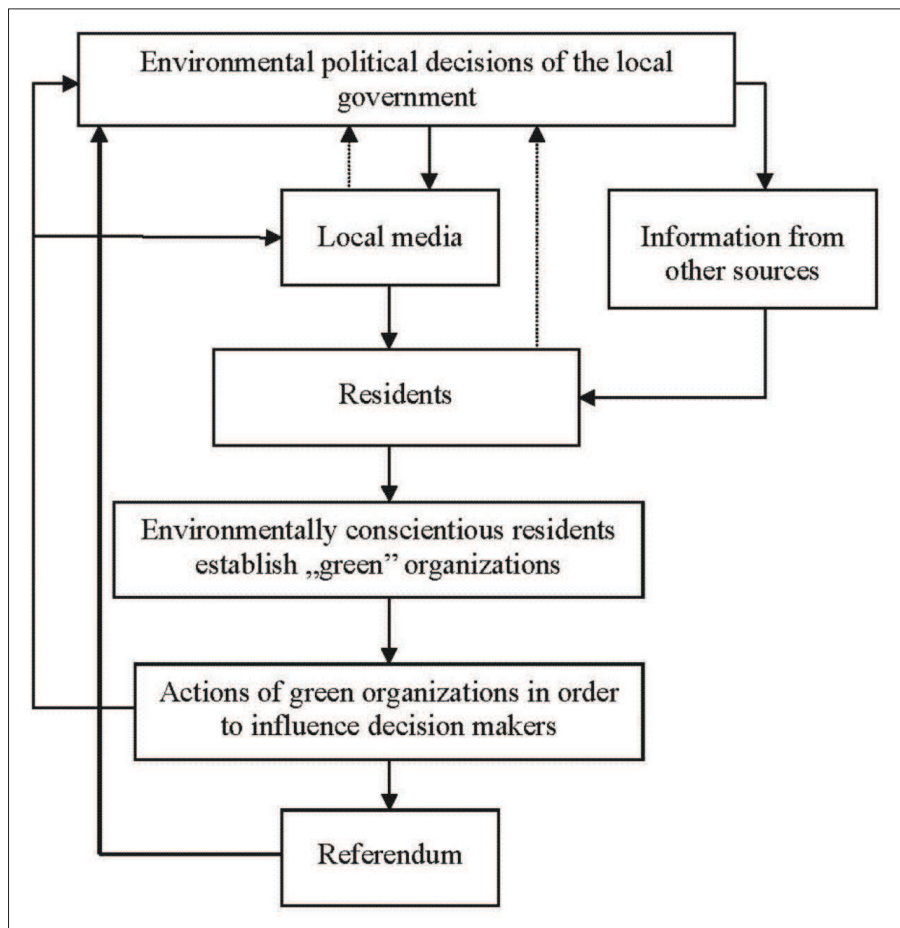 Environmental political decisions of the local
government
Local media
Information from
other sources
Residents
Environmentally conscientious residents
establish „green” organizations
Actions of green organizations in order
to influence decision makers
Referendum